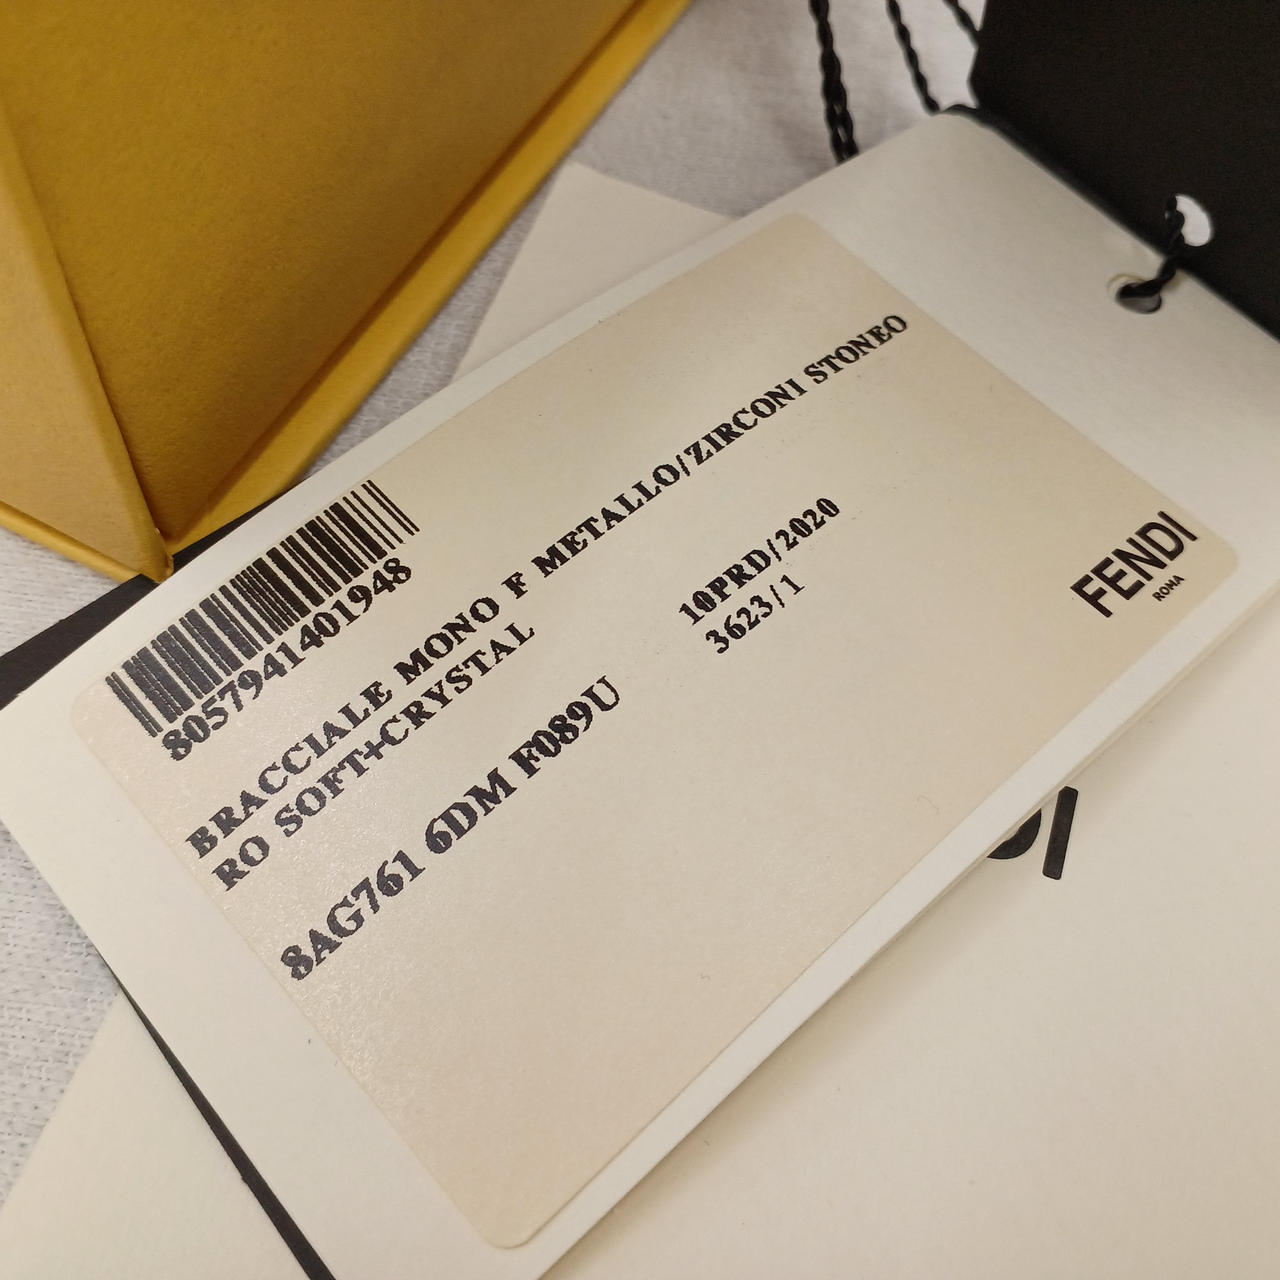 8057941401948
BRACCIALE MONO F METALLO/ZIRCONI STONEO
RO SOFT+CRYSTAL
10PRD/2020
3623/1
8AG761 6DM F089U
FENDI
ROMA